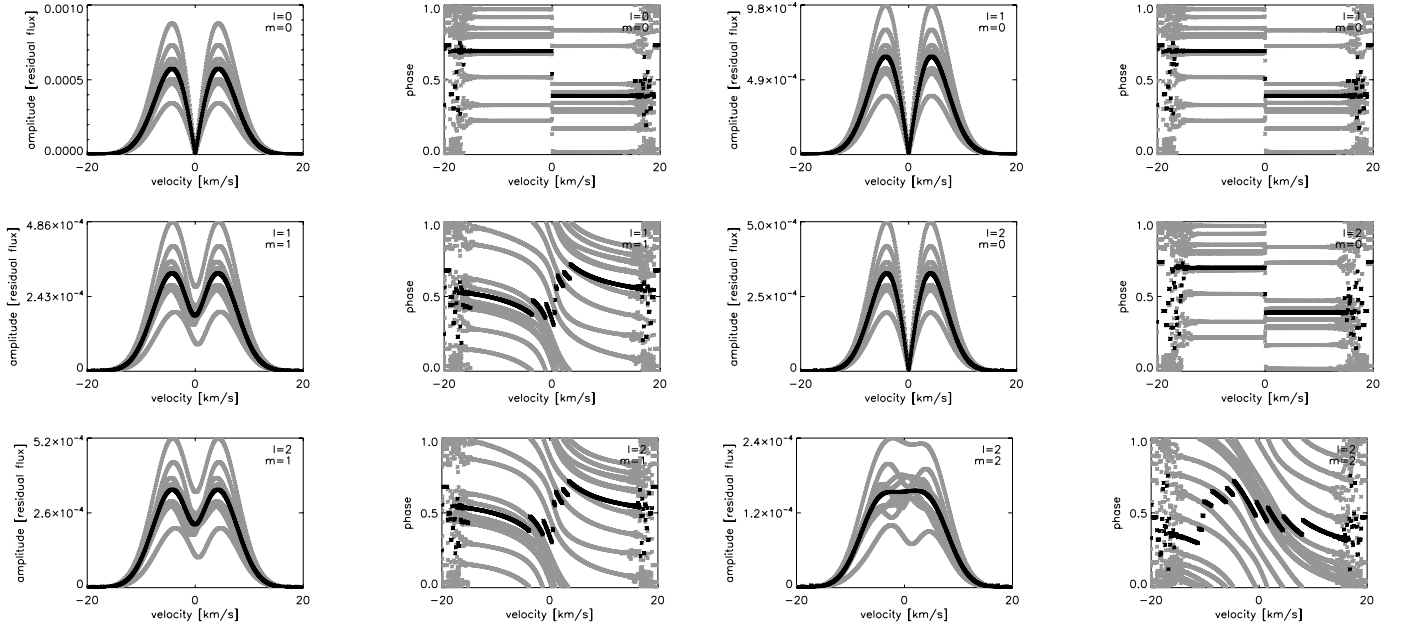 0.0010
0.0005
0.0000
amplitude [residual flux]
l=0
m=0
−20 0 20
velocity [km/s]
1.0
0.5
0.0
phase
l=0
m=0
−20 0 20
velocity [km/s]
9.8×10−4
4.9×10−4
0
amplitude [residual flux]
l=1
m=0
−20 0 20
velocity [km/s]
1.0
0.5
0.0
phase
l=1
m=0
−20 0 20
velocity [km/s]
4.86×10−4
2.43×10−4
0
amplitude [residual flux]
l=1
m=1
−20 0 20
velocity [km/s]
1.0
0.5
0.0
phase
l=1
m=1
−20 0 20
velocity [km/s]
5.0×10−4
2.5×10−4
0
amplitude [residual flux]
l=2
m=0
−20 0 20
velocity [km/s]
1.0
0.5
0.0
phase
l=2
m=0
−20 0 20
velocity [km/s]
5.2×10−4
2.6×10−4
0
amplitude [residual flux]
l=2
m=1
−20 0 20
velocity [km/s]
1.0
0.5
0.0
phase
l=2
m=1
−20 0 20
velocity [km/s]
2.4×10−4
1.2×10−4
0
amplitude [residual flux]
l=2
m=2
−20 0 20
velocity [km/s]
1.0
0.5
0.0
phase
l=2
m=2
−20 0 20
velocity [km/s]